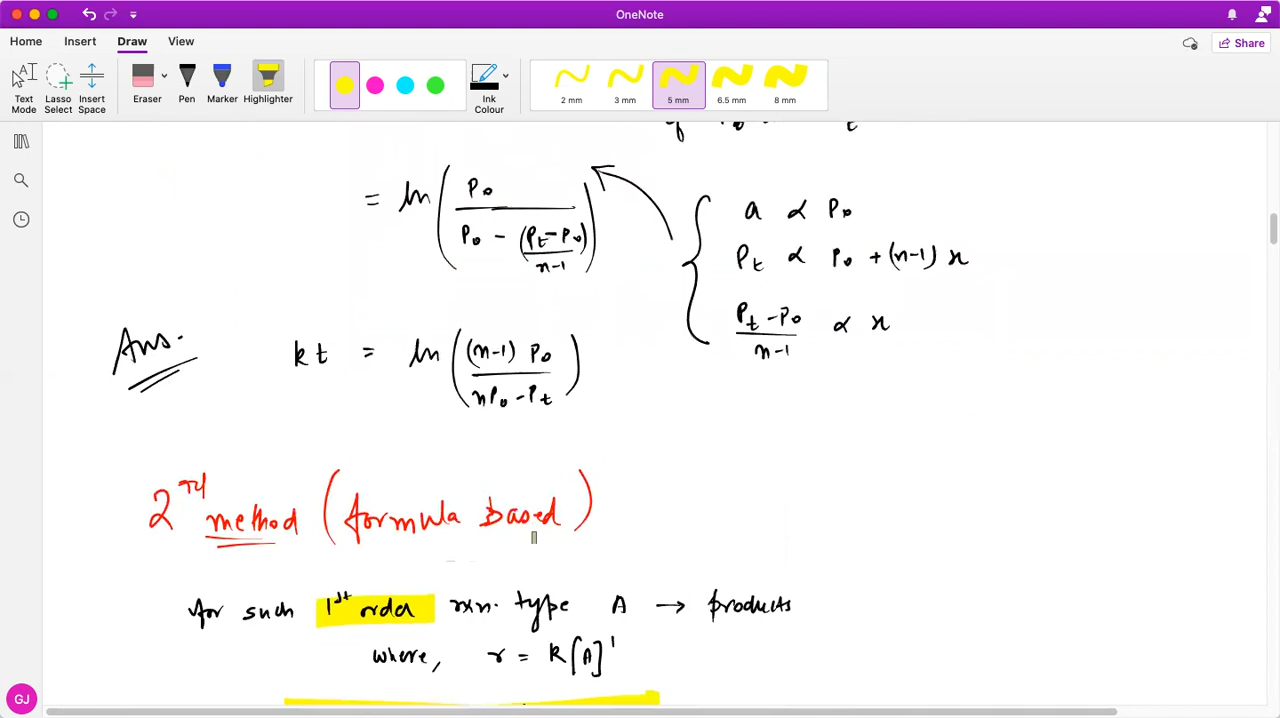 OneNote
Home Insert Draw View
Share
Text Mode
Lasso Select
Insert Space
Eraser
Pen
Marker
Highlighter
Ink Colour
2 mm 3 mm 5 mm 6.5 mm 8 mm
= ln(P₀ / (P₀ - (Pt-P₀)/(n-1)))
a ∝ P₀
Pt ∝ P₀ + (n-1) x
(Pt - P₀)/(n-1) ∝ x
Ans. kt = ln((n-1) P₀ / (nP₀ - Pt))
method (formula based)
for such 1st order rxn. type A → products
where, r = k[A]¹
GJ